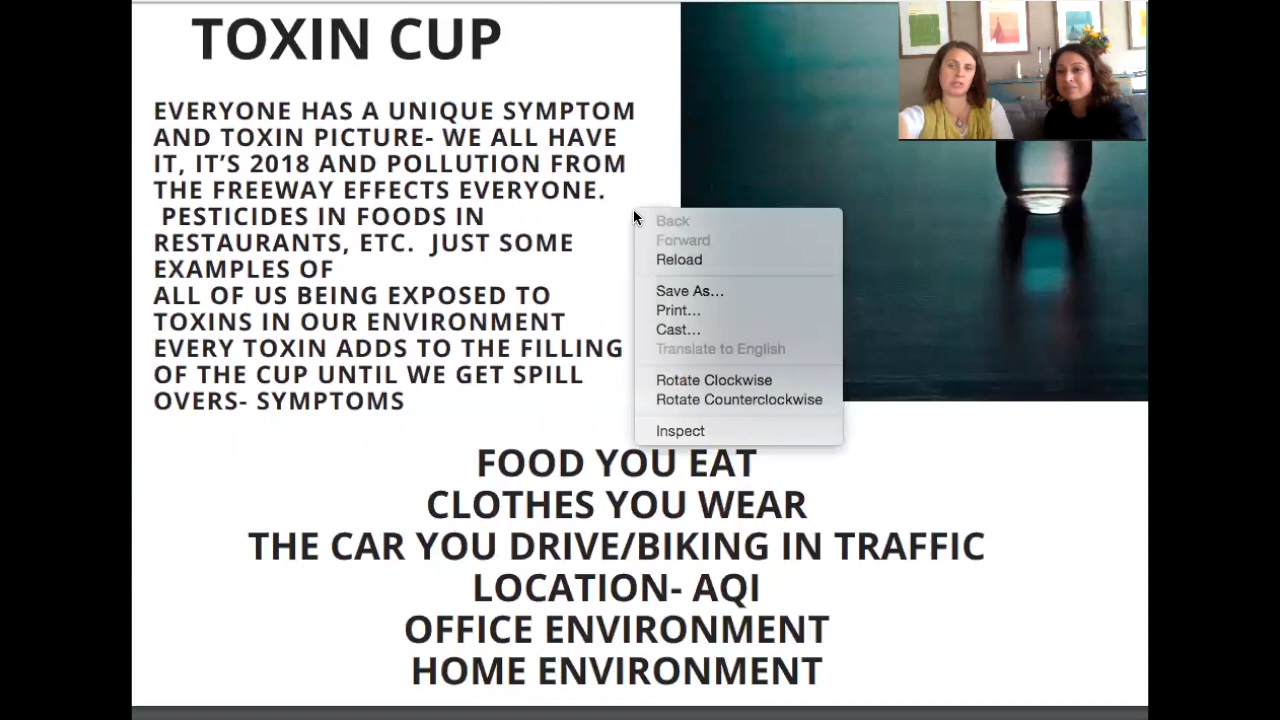 TOXIN CUP
EVERYONE HAS A UNIQUE SYMPTOM
AND TOXIN PICTURE- WE ALL HAVE
IT, IT'S 2018 AND POLLUTION FROM
THE FREEWAY EFFECTS EVERYONE.
PESTICIDES IN FOODS IN
RESTAURANTS, ETC.  JUST SOME
EXAMPLES OF
ALL OF US BEING EXPOSED TO
TOXINS IN OUR ENVIRONMENT
EVERY TOXIN ADDS TO THE FILLING
OF THE CUP UNTIL WE GET SPILL
OVERS- SYMPTOMS
Back
Forward
Reload
Save As...
Print...
Cast...
Translate to English
Rotate Clockwise
Rotate Counterclockwise
Inspect
FOOD YOU EAT
CLOTHES YOU WEAR
THE CAR YOU DRIVE/BIKING IN TRAFFIC
LOCATION- AQI
OFFICE ENVIRONMENT
HOME ENVIRONMENT